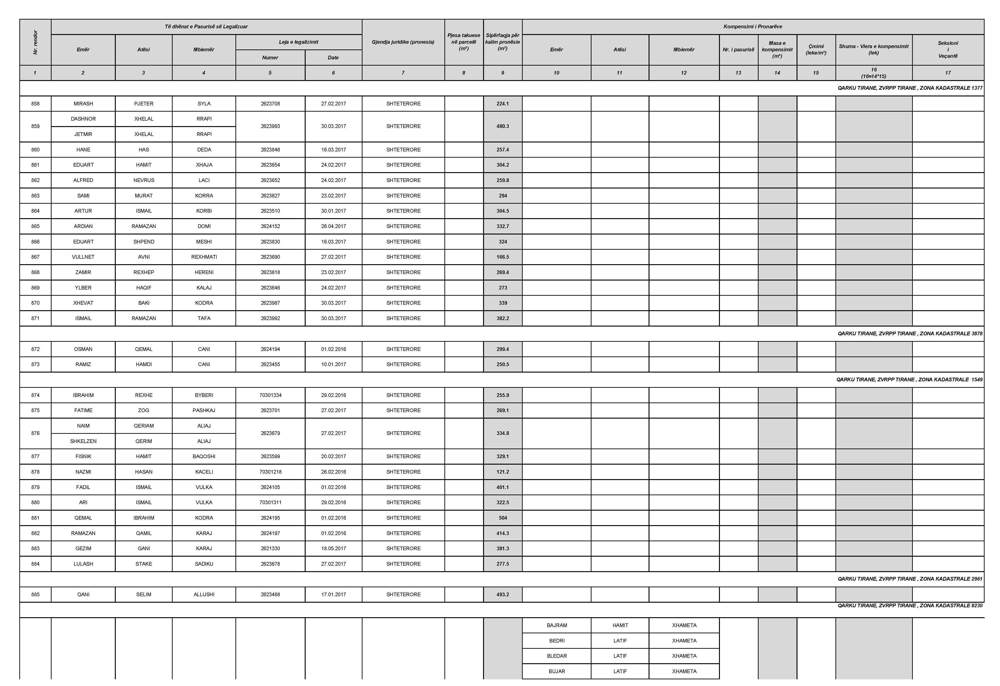 Nr. rendor
Të dhënat e Pasurisë së Legalizuar
Gjendja juridike (pronesia)
Pjesa takuese
në parcelë
(m²)
Sipërfaqja për
kalim pronësie
(m²)
Kompensimi i Pronarëve
Emër Atësi Mbiemër Leja e legalizimit
Numer Date
Emër Atësi Mbiemër Nr. i pasurisë
Masa e
kompensimit
(m²)
Çmimi
(leke/m²)
Shuma - Vlera e kompensimit
(lek)
Seksioni
i
Veçantë
1 2 3 4 5 6 7 8 9 10 11 12 13 14 15 16 17
(16=14*15)
QARKU TIRANE, ZVRPP TIRANE , ZONA KADASTRALE 1377
858 MIRASH PJETER SYLA 2623708 27.02.2017 SHTETERORE 224.1
859 DASHNOR XHELAL RRAPI 2623993 30.03.2017 SHTETERORE 480.3
JETMIR XHELAL RRAPI
860 HANE HAS DEDA 2623846 16.03.2017 SHTETERORE 257.4
861 EDUART HAMIT XHAJA 2623654 24.02.2017 SHTETERORE 304.2
862 ALFRED NEVRUS LACI 2623652 24.02.2017 SHTETERORE 259.8
863 SAMI MURAT KORRA 2623627 23.02.2017 SHTETERORE 294
864 ARTUR ISMAIL KORBI 2623510 30.01.2017 SHTETERORE 304.5
865 ARDIAN RAMAZAN DOMI 2624152 26.04.2017 SHTETERORE 332.7
866 EDUART SHPEND MESHI 2623830 16.03.2017 SHTETERORE 324
867 VULLNET AVNI REXHMATI 2623690 27.02.2017 SHTETERORE 166.5
868 ZAMIR REXHEP HERENI 2623618 23.02.2017 SHTETERORE 269.4
869 YLBER HAQIF KALAJ 2623646 24.02.2017 SHTETERORE 273
870 XHEVAT BAKI KODRA 2623987 30.03.2017 SHTETERORE 339
871 ISMAIL RAMAZAN TAFA 2623992 30.03.2017 SHTETERORE 382.2
QARKU TIRANE, ZVRPP TIRANE , ZONA KADASTRALE 3878
872 OSMAN QEMAL CANI 2624194 01.02.2016 SHTETERORE 299.4
873 RAMIZ HAMDI CANI 2623455 10.01.2017 SHTETERORE 250.5
QARKU TIRANE, ZVRPP TIRANE , ZONA KADASTRALE 1549
874 IBRAHIM REXHE BYBERI 70301334 29.02.2016 SHTETERORE 255.9
875 FATIME ZOG PASHKAJ 2623701 27.02.2017 SHTETERORE 269.1
876 NAIM QERIAM ALIAJ 2623679 27.02.2017 SHTETERORE 334.8
SHKELZEN QERIM ALIAJ
877 FISNIK HAMIT BAQOSHI 2623599 20.02.2017 SHTETERORE 329.1
878 NAZMI HASAN KACELI 70301218 26.02.2016 SHTETERORE 121.2
879 FADIL ISMAIL VULKA 2624105 01.02.2016 SHTETERORE 401.1
880 ARI ISMAIL VULKA 70301311 29.02.2016 SHTETERORE 322.5
881 QEMAL IBRAHIM KODRA 2624195 01.02.2016 SHTETERORE 504
882 RAMAZAN QAMIL KARAJ 2624197 01.02.2016 SHTETERORE 414.3
883 GEZIM GANI KARAJ 2621330 18.05.2017 SHTETERORE 381.3
884 LULASH STAKE SADIKU 2623678 27.02.2017 SHTETERORE 277.5
QARKU TIRANE, ZVRPP TIRANE , ZONA KADASTRALE 2961
885 QANI SELIM ALLUSHI 2623488 17.01.2017 SHTETERORE 493.2
QARKU TIRANE, ZVRPP TIRANE , ZONA KADASTRALE 8230
BAJRAM HAMIT XHAMETA
BEDRI LATIF XHAMETA
BLEDAR LATIF XHAMETA
BUJAR LATIF XHAMETA